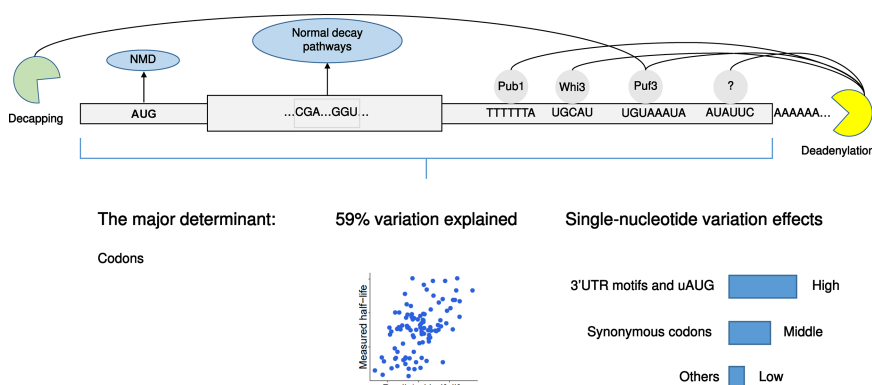 Normal decay
pathways
NMD
Pub1 Whi3 Puf3 ?
Decapping
AUG
...CGA...GGU...
TTTTTTA UGCAU UGUAAAUA AUAUUC AAAAAA...
Deadenylation
The major determinant: 59% variation explained Single-nucleotide variation effects
Codons
Measured half-life
3'UTR motifs and uAUG High
Synonymous codons Middle
Others Low